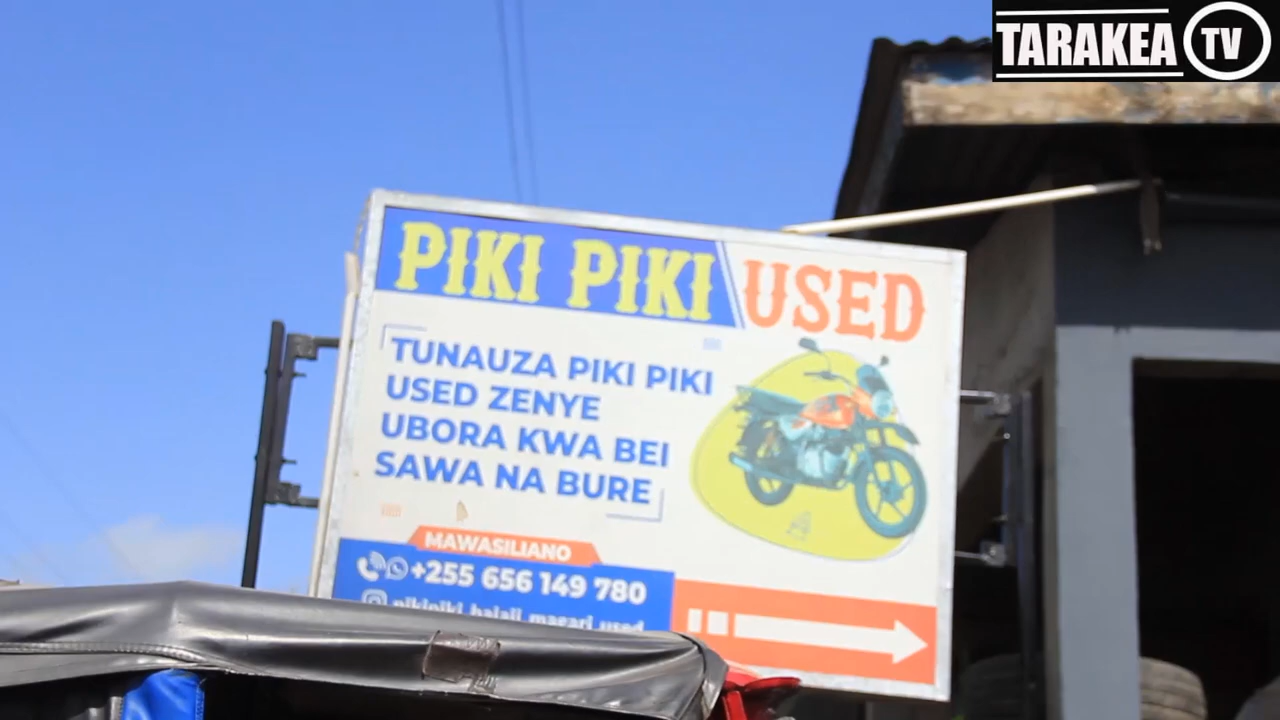 TARAKEA TV
PIKI PIKI USED
TUNAUZA PIKI PIKI
USED ZENYE
UBORA KWA BEI
SAWA NA BURE
MAWASILIANO
+255 656 149 780
pikipiki_bajaji_magari_used